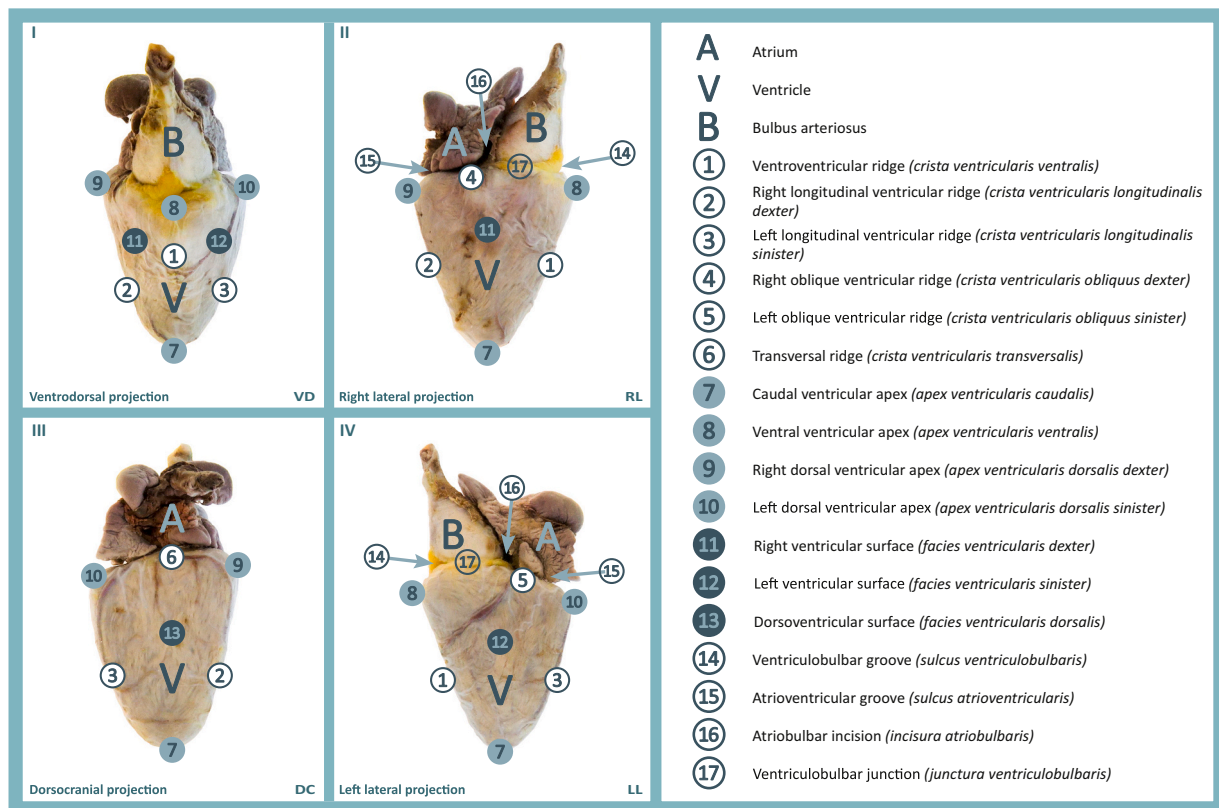 I
B
9
10
8
11
12
1
2
V
3
7
Ventrodorsal projection VD
II
16
A
B
15
14
17
9
4
8
11
2
1
V
7
Right lateral projection RL
III
A
6
10
9
13
3
V
2
7
Dorsocranial projection DC
IV
16
B
A
14
17
15
5
8
10
12
1
V
3
7
Left lateral projection LL
A Atrium
V Ventricle
B Bulbus arteriosus
1 Ventroventricular ridge (crista ventricularis ventralis)
2 Right longitudinal ventricular ridge (crista ventricularis longitudinalis
dexter)
3 Left longitudinal ventricular ridge (crista ventricularis longitudinalis
sinister)
4 Right oblique ventricular ridge (crista ventricularis obliquus dexter)
5 Left oblique ventricular ridge (crista ventricularis obliquus sinister)
6 Transversal ridge (crista ventricularis transversalis)
7 Caudal ventricular apex (apex ventricularis caudalis)
8 Ventral ventricular apex (apex ventricularis ventralis)
9 Right dorsal ventricular apex (apex ventricularis dorsalis dexter)
10 Left dorsal ventricular apex (apex ventricularis dorsalis sinister)
11 Right ventricular surface (facies ventricularis dexter)
12 Left ventricular surface (facies ventricularis sinister)
13 Dorsoventricular surface (facies ventricularis dorsalis)
14 Ventriculobulbar groove (sulcus ventriculobulbaris)
15 Atrioventricular groove (sulcus atrioventricularis)
16 Atriobulbar incision (incisura atriobulbaris)
17 Ventriculobulbar junction (junctura ventriculobulbaris)